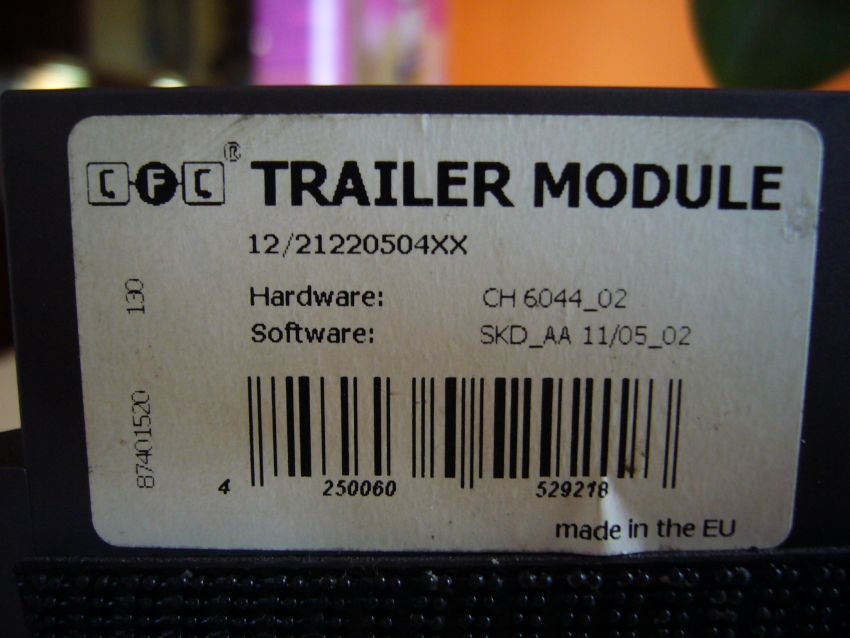 CFC® TRAILER MODULE
12/21220504XX
Hardware: CH 6044_02
Software: SKD_AA 11/05_02
87401520 130
4 250060 529218
made in the EU